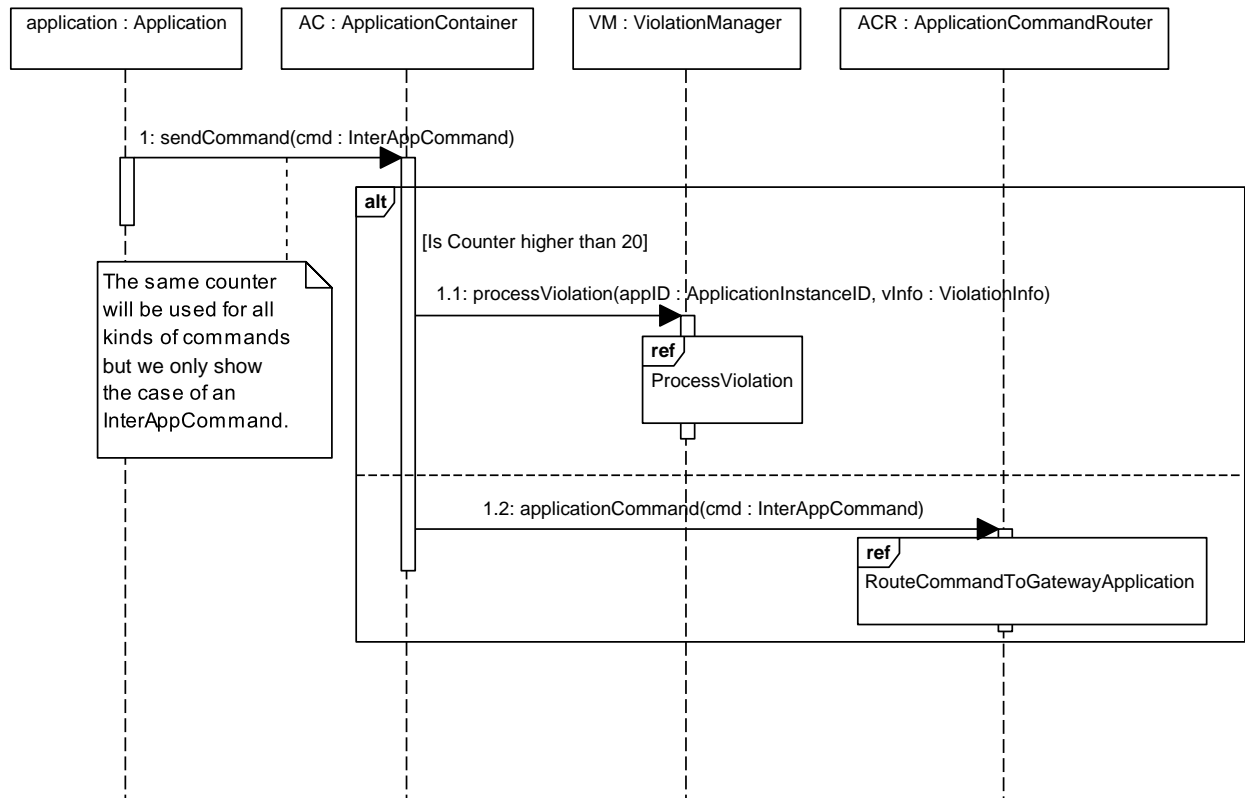 application : Application
AC : ApplicationContainer
VM : ViolationManager
ACR : ApplicationCommandRouter
1: sendCommand(cmd : InterAppCommand)
alt
[Is Counter higher than 20]
The same counter
will be used for all
kinds of commands
but we only show
the case of an
InterAppCommand.
1.1: processViolation(appID : ApplicationInstanceID, vInfo : ViolationInfo)
ref
ProcessViolation
1.2: applicationCommand(cmd : InterAppCommand)
ref
RouteCommandToGatewayApplication